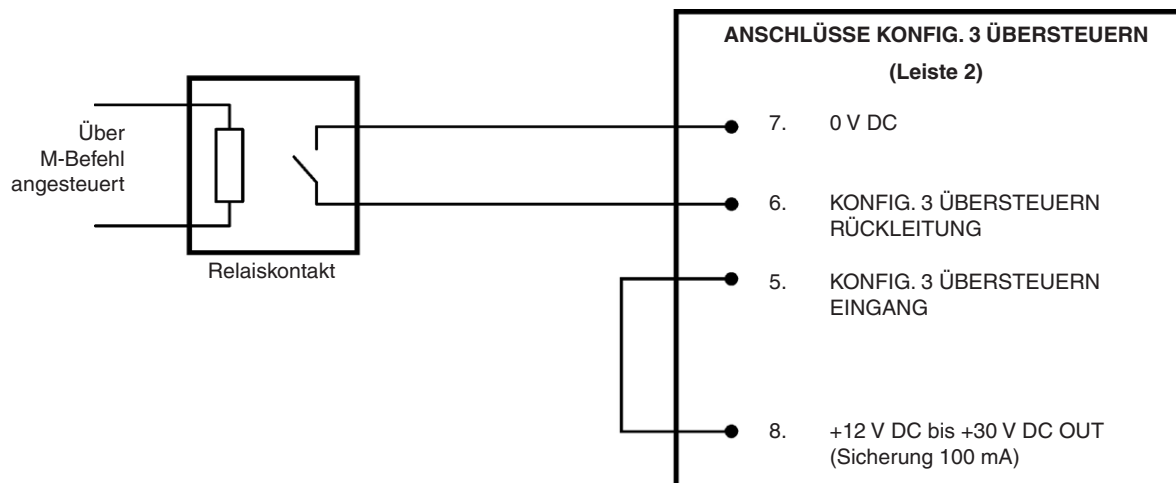 ANSCHLÜSSE KONFIG. 3 ÜBERSTEUERN
(Leiste 2)
Über
M-Befehl
angesteuert
Relaiskontakt
7. 0 V DC
6. KONFIG. 3 ÜBERSTEUERN
RÜCKLEITUNG
5. KONFIG. 3 ÜBERSTEUERN
EINGANG
8. +12 V DC bis +30 V DC OUT
(Sicherung 100 mA)